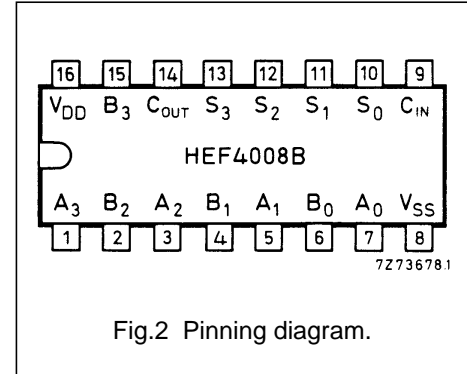 16 15 14 13 12 11 10 9
VDD B3 COUT S3 S2 S1 S0 CIN
HEF4008B
A3 B2 A2 B1 A1 B0 A0 VSS
1 2 3 4 5 6 7 8
7Z73678.1
Fig.2 Pinning diagram.